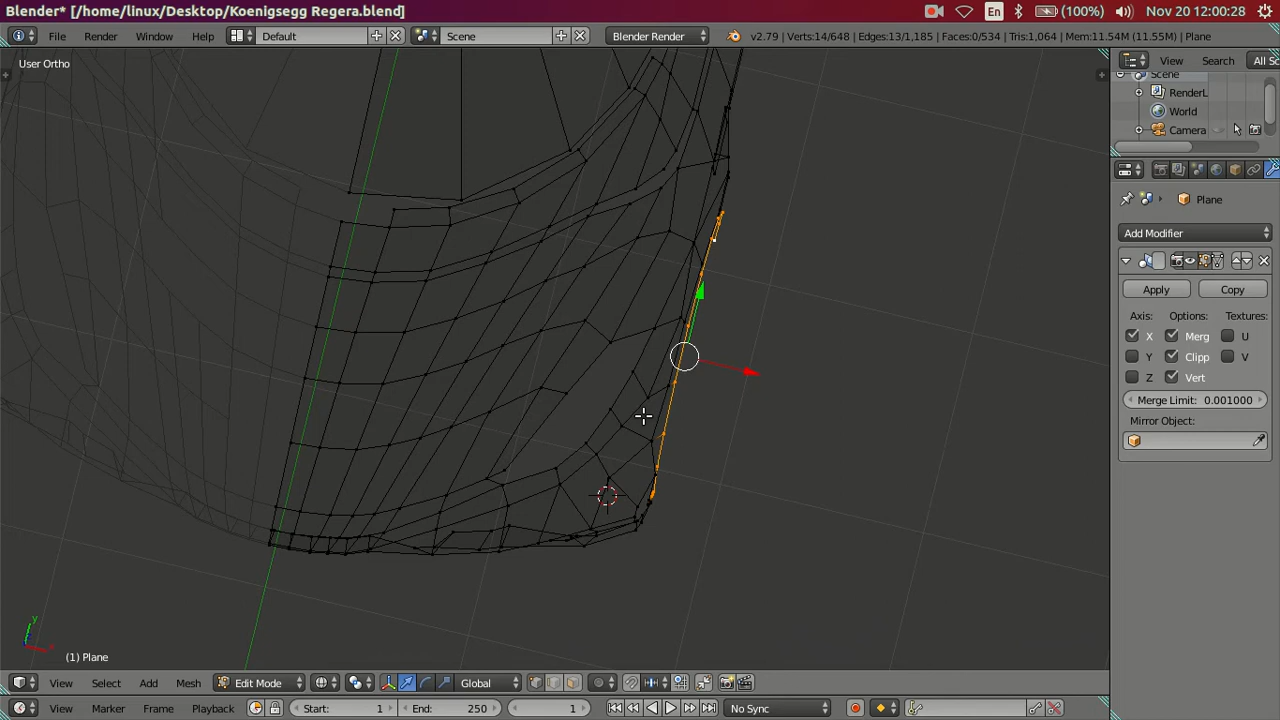 Blender* [/home/linux/Desktop/Koenigsegg Regera.blend]
En
(100%)
Nov 20 12:00:28
File
Render
Window
Help
Default
Scene
Blender Render
v2.79 | Verts:14/648 | Edges:13/1,185 | Faces:0/534 | Tris:1,064 | Mem:11.54M (11.55M) | Plane
User Ortho
View
Search
All Sc
Scene
RenderL
World
Camera
Plane
Add Modifier
Apply
Copy
Axis:
Options:
Textures:
X
Merg
U
Y
Clipp
V
Z
Vert
Merge Limit: 0.001000
Mirror Object:
y
x
(1) Plane
View
Select
Add
Mesh
Edit Mode
Global
View
Marker
Frame
Playback
Start: 1
End: 250
1
No Sync